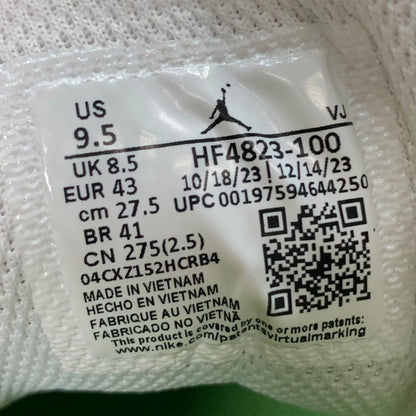 US
9.5
VJ
UK 8.5
HF4823-100
EUR 43
10/18/23 | 12/14/23
cm 27.5
UPC 00197594644250
BR 41
CN 275(2.5)
04CXZ152HCRB4
MADE IN VIETNAM
HECHO EN VIETNAM
FABRIQUE AU VIETNAM
FABRICADO NO VIETNAM
This product is covered by one or more patents:
www.nike.com/patentsvirtualmarking